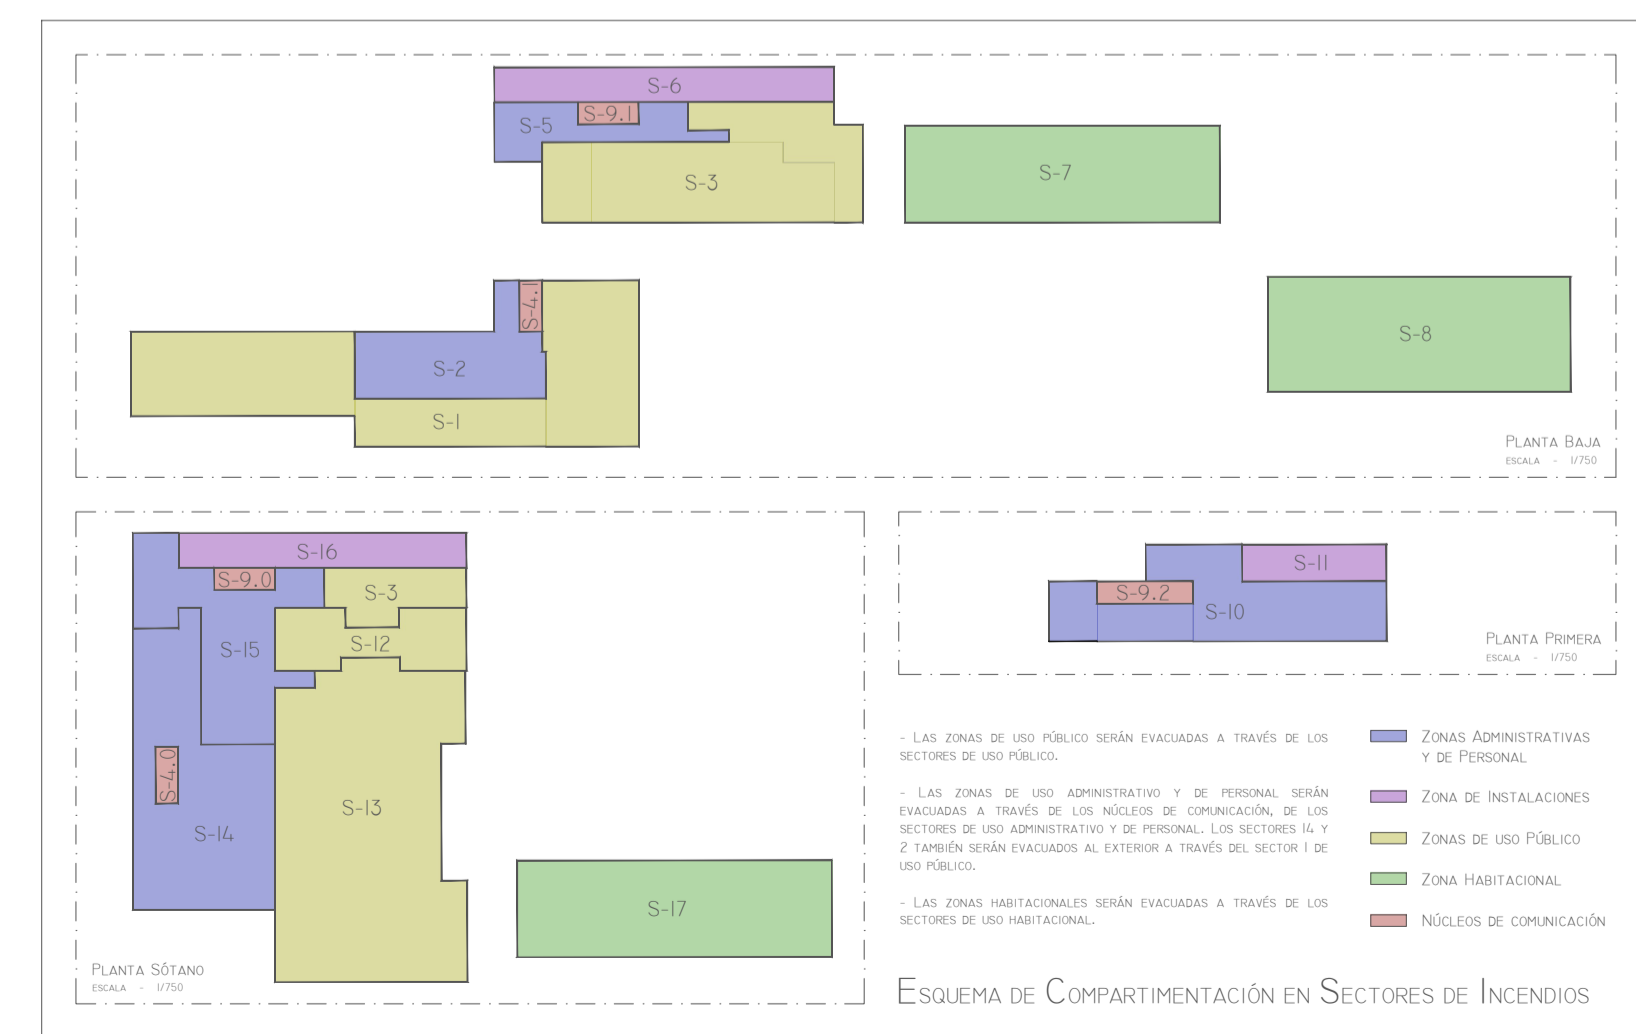 S-6
S-9.1
S-5
S-3
S-7
S-4.1
S-8
S-2
S-1
PLANTA BAJA
ESCALA - 1/750
S-16
S-9.0
S-3
S-12
S-15
S-4.0
S-13
S-14
S-17
PLANTA SÓTANO
ESCALA - 1/750
S-11
S-9.2
S-10
PLANTA PRIMERA
ESCALA - 1/750
- LAS ZONAS DE USO PÚBLICO SERÁN EVACUADAS A TRAVÉS DE LOS
SECTORES DE USO PÚBLICO.
- LAS ZONAS DE USO ADMINISTRATIVO Y DE PERSONAL SERÁN
EVACUADAS A TRAVÉS DE LOS NÚCLEOS DE COMUNICACIÓN, DE LOS
SECTORES DE USO ADMINISTRATIVO Y DE PERSONAL. LOS SECTORES 14 Y
2 TAMBIÉN SERÁN EVACUADOS AL EXTERIOR A TRAVÉS DEL SECTOR 1 DE
USO PÚBLICO.
- LAS ZONAS HABITACIONALES SERÁN EVACUADAS A TRAVÉS DE LOS
SECTORES DE USO HABITACIONAL.
ZONAS ADMINISTRATIVAS
Y DE PERSONAL
ZONA DE INSTALACIONES
ZONAS DE USO PÚBLICO
ZONA HABITACIONAL
NÚCLEOS DE COMUNICACIÓN
ESQUEMA DE COMPARTIMENTACIÓN EN SECTORES DE INCENDIOS